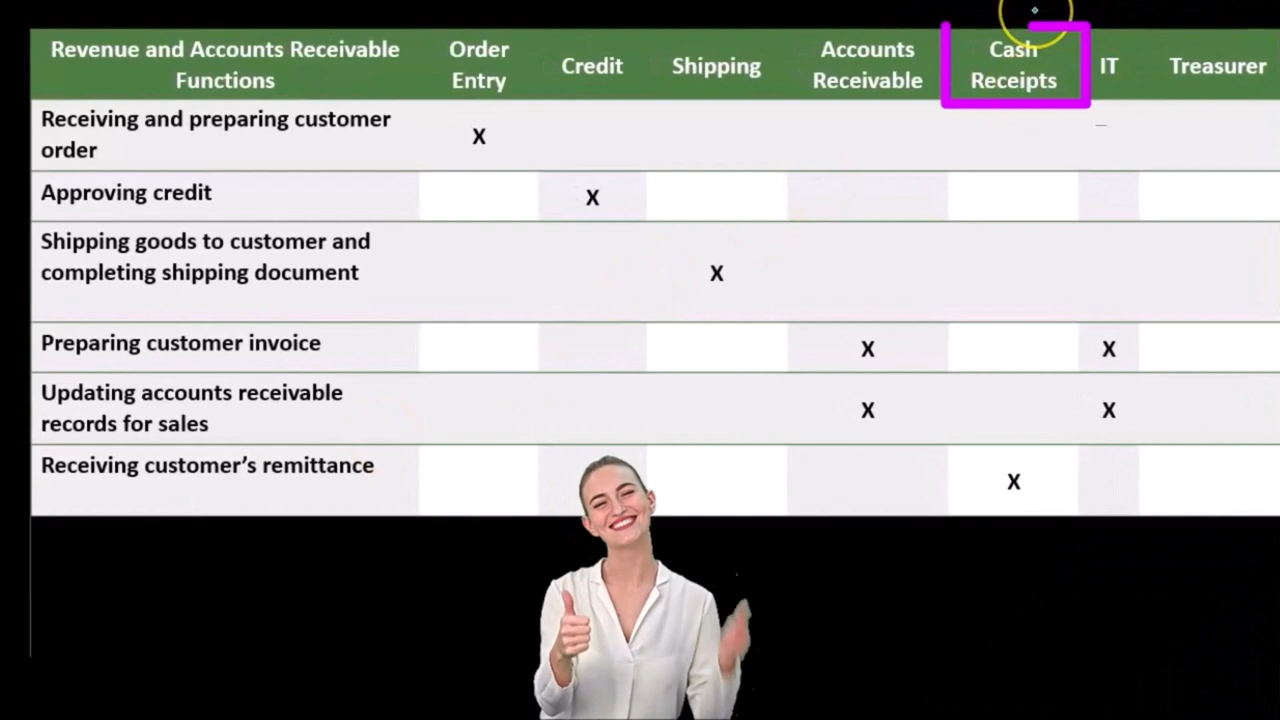 Revenue and Accounts Receivable
Functions
Order
Entry
Credit
Shipping
Accounts
Receivable
Cash
Receipts
IT
Treasurer
Receiving and preparing customer
order
X
Approving credit
X
Shipping goods to customer and
completing shipping document
X
Preparing customer invoice
X
X
Updating accounts receivable
records for sales
X
X
Receiving customer’s remittance
X